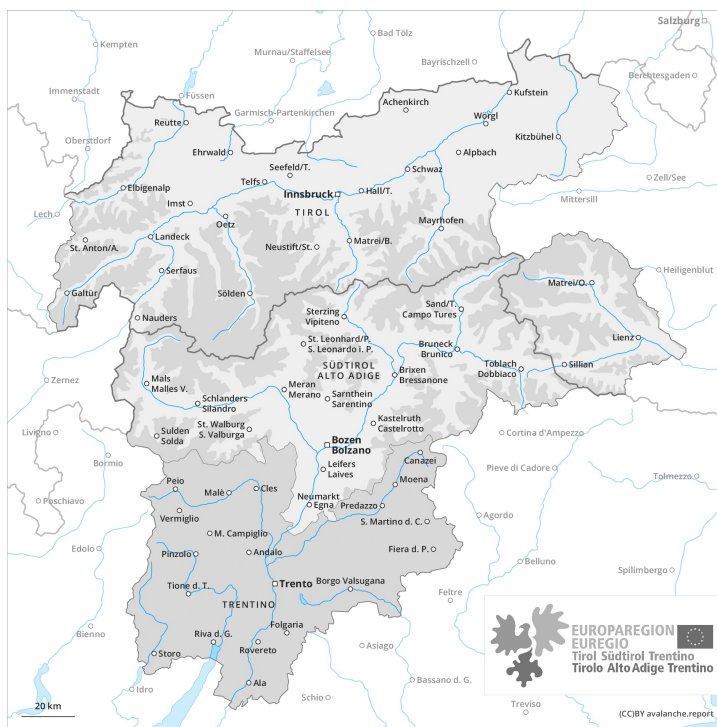 Salzburg
Kempten
Bad Tölz
Murnau/Staffelsee
Bayrischzell
Berchtesgaden
Immenstadt
Füssen
Kufstein
Achenkirch
Garmisch-Partenkirchen
Wörgl
Reutte
Kitzbühel
Oberstdorf
Ehrwald
Alpbach
Seefeld/T.
Schwaz
Zell/See
Telfs
Elbigenalp
Innsbruck
Hall/T.
Mittersill
Imst
TIROL
Lech
Oetz
Mayrhofen
Landeck
St. Anton/A.
Neustift/St.
Matrei/B.
Serfaus
Heiligenblut
Matrei/O.
Galtür
Sölden
Sand/T.
Campo Tures
Nauders
Sterzing
Vipiteno
Lienz
St. Leonhard/P.
S. Leonardo i. P.
Bruneck
Brunico
SÜDTIROL
ALTO ADIGE
Toblach
Dobbiaco
Sillian
Brixen
Bressanone
Zernez
Mals
Malles V.
Meran
Merano
Schlanders
Silandro
Sarnthein
Sarentino
St. Walburg
S. Valburga
Kastelruth
Castelrotto
Livigno
Sulden
Solda
Cortina d'Ampezzo
Bozen
Bolzano
Bormio
Canazei
Pieve di Cadore
Leifers
Laives
Tolmezzo
Peio
Malè
Cles
Moena
Poschiavo
Neumarkt
Egna
Predazzo
Vermiglio
Agordo
S. Martino d. C.
M. Campiglio
Edolo
Pinzolo
Andalo
Fiera d. P.
Belluno
Spilimbergo
Trento
Borgo Valsugana
Tione d. T.
Feltre
TRENTINO
Folgaria
Bienno
Riva d. G.
Rovereto
Asiago
Storo
Bassano d. G.
Ala
Idro
Schio
Treviso
EUROPAREGION
EUREGIO
Tirol Südtirol Trentino
Tirolo Alto Adige Trentino
20 km
(CC)BY avalanche.report